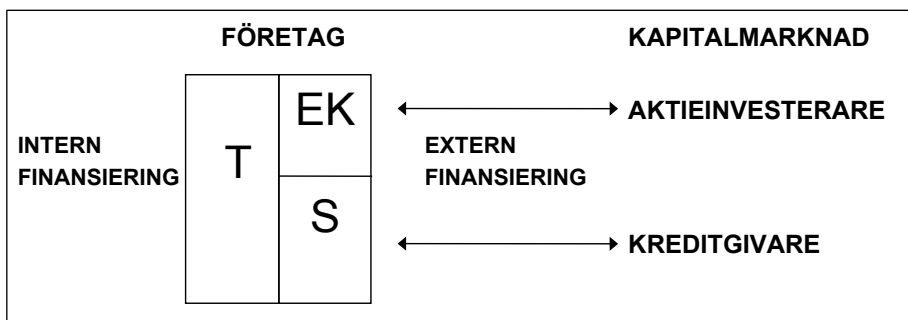 FÖRETAG
KAPITALMARKNAD
EK
AKTIEINVESTERARE
INTERN
FINANSIERING
T
EXTERN
FINANSIERING
S
KREDITGIVARE